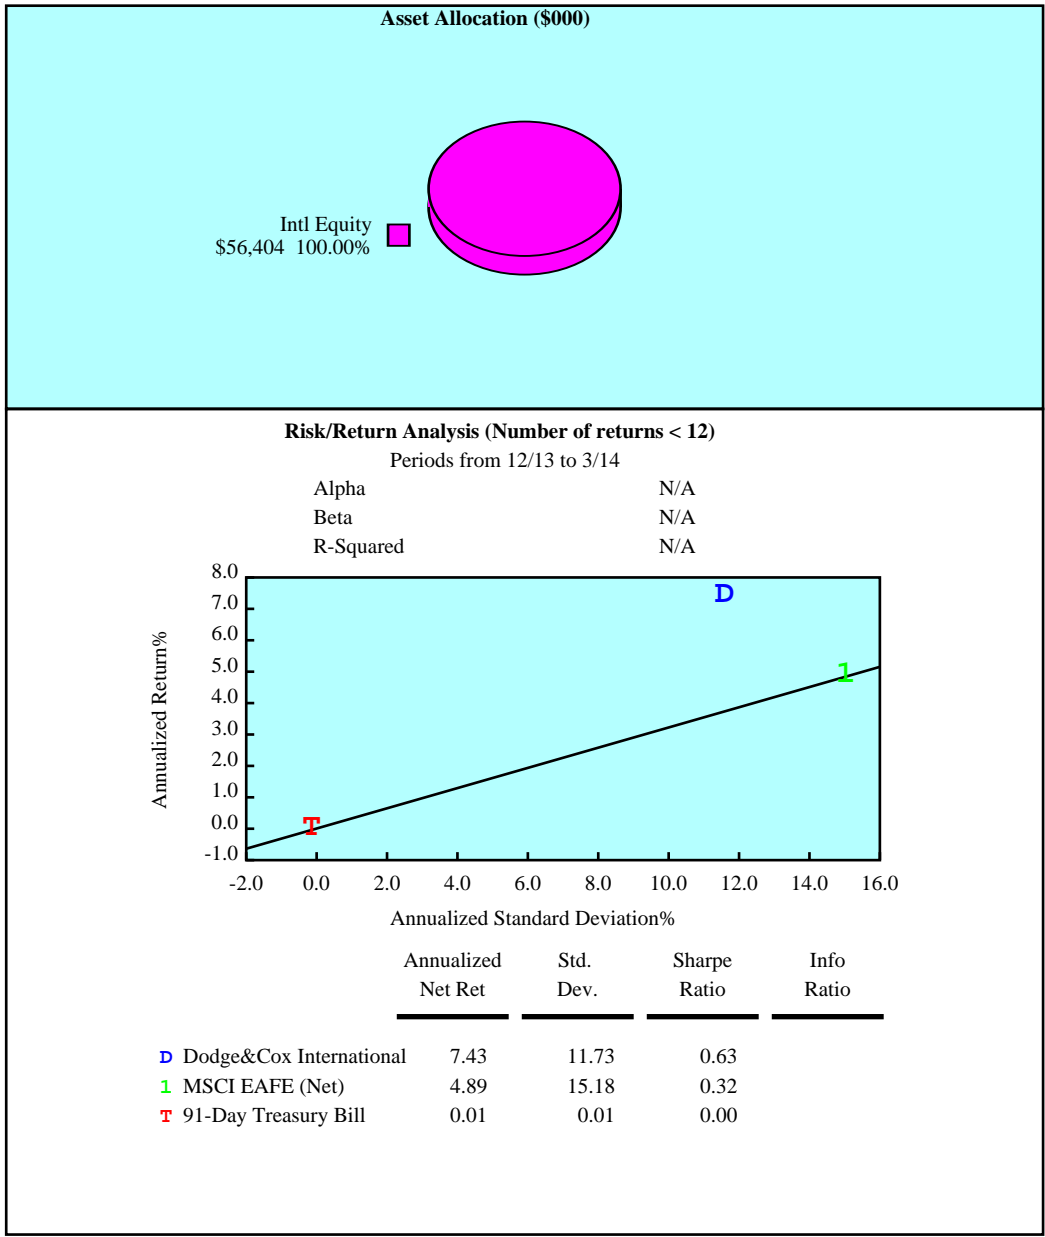 Asset Allocation ($000)
Intl Equity
$56,404 100.00%
Risk/Return Analysis (Number of returns < 12)
Periods from 12/13 to 3/14
Alpha N/A
Beta N/A
R-Squared N/A
8.0
7.0
6.0
5.0
4.0
3.0
2.0
1.0
0.0
-1.0
Annualized Return%
D
1
T
-2.0 0.0 2.0 4.0 6.0 8.0 10.0 12.0 14.0 16.0
Annualized Standard Deviation%
Annualized Std. Sharpe Info
Net Ret Dev. Ratio Ratio
D Dodge&Cox International 7.43 11.73 0.63
1 MSCI EAFE (Net) 4.89 15.18 0.32
T 91-Day Treasury Bill 0.01 0.01 0.00